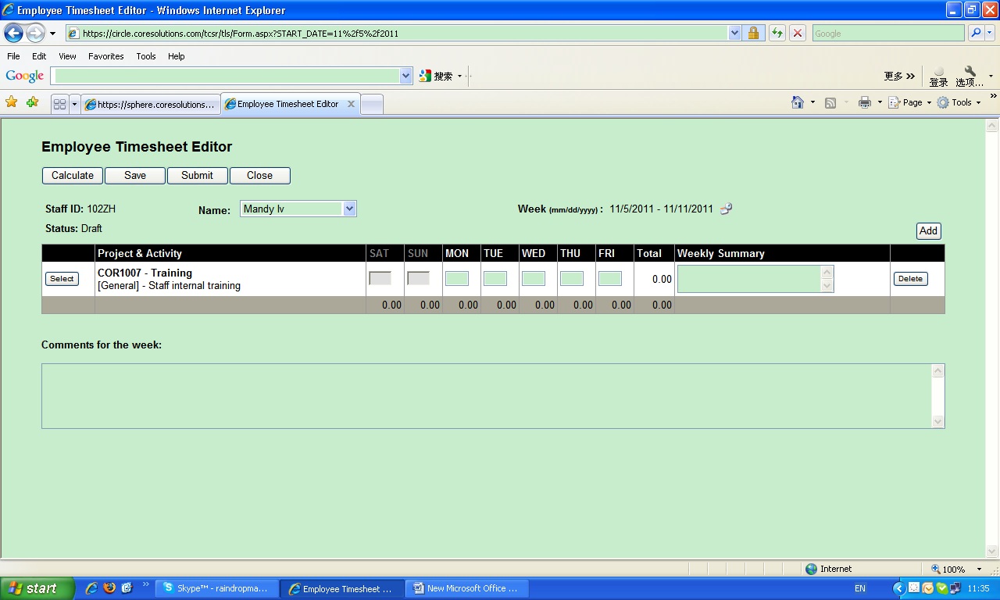 Employee Timesheet Editor - Windows Internet Explorer
https://circle.coresolutions.com/tcsr/tls/Form.aspx?START_DATE=11%2f5%2f2011
Google
File Edit View Favorites Tools Help
Google 搜索 更多 >> 登录 选项...
https://sphere.coresolutions... Employee Timesheet Editor X Page Tools >>
Employee Timesheet Editor
Calculate Save Submit Close
Staff ID: 102ZH Name: Mandy lv Week (mm/dd/yyyy) : 11/5/2011 - 11/11/2011
Status: Draft
Add
Project & Activity SAT SUN MON TUE WED THU FRI Total Weekly Summary
Select COR1007 - Training 0.00 Delete
[General] - Staff internal training
0.00 0.00 0.00 0.00 0.00 0.00 0.00 0.00
Comments for the week:
Internet 100%
start >> Skype™ - raindropma... Employee Timesheet ... New Microsoft Office ... EN 11:35